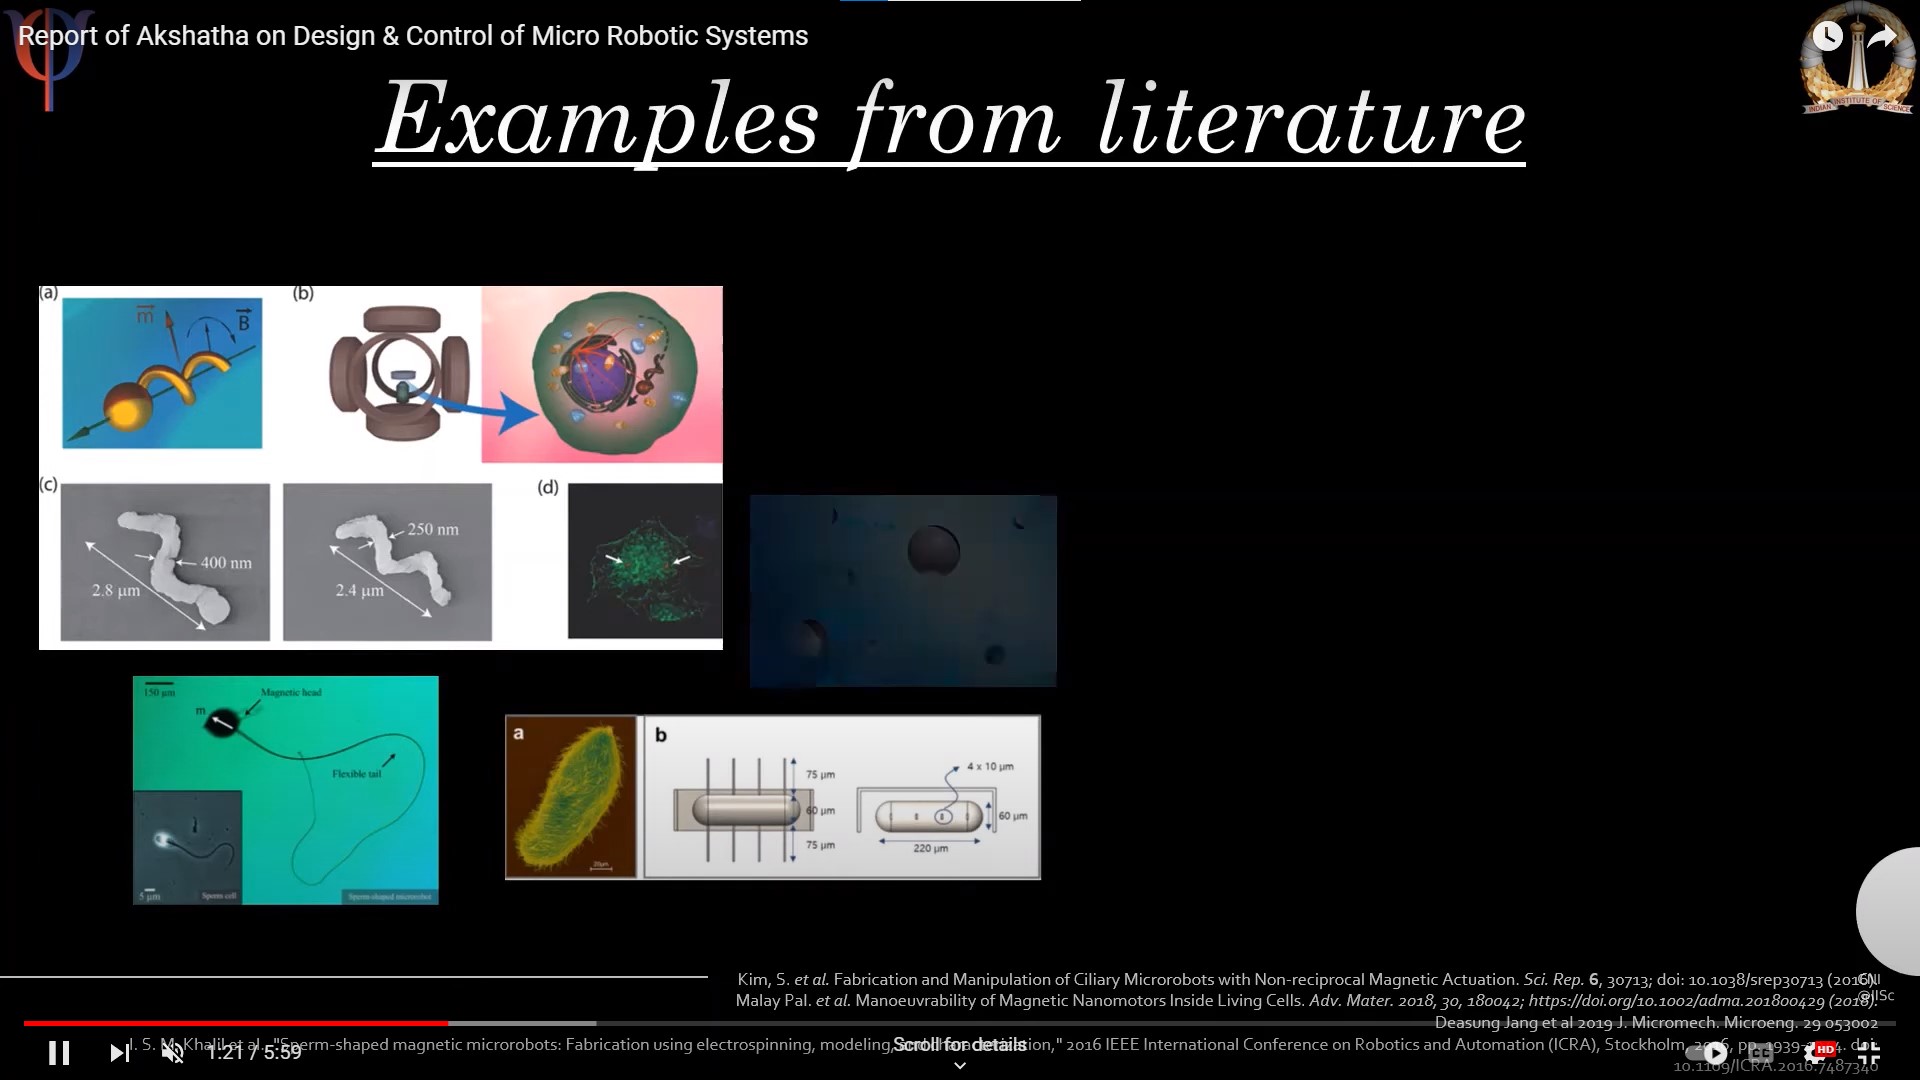 Report of Akshatha on Design & Control of Micro Robotic Systems
INDIAN INSTITUTE OF SCIENCE
Examples from literature
(a)
m
B
(b)
(c)
2.8 µm
400 nm
2.4 µm
250 nm
(d)
150 µm
m
Magnetic head
Flexible tail
5 µm
Sperm cell
Sperm-shaped microrobot
a
20µm
b
75 µm
60 µm
75 µm
4 x 10 µm
60 µm
220 µm
Kim, S. et al. Fabrication and Manipulation of Ciliary Microrobots with Non-reciprocal Magnetic Actuation. Sci. Rep. 6, 30713; doi: 10.1038/srep30713 (2016).
Malay Pal. et al. Manoeuvrability of Magnetic Nanomotors Inside Living Cells. Adv. Mater. 2018, 30, 180042; https://doi.org/10.1002/adma.201800429 (2018).
@IISc
Deasung Jang et al 2019 J. Micromech. Microeng. 29 053002
I. S. M. Khalil et al., "Sperm-shaped magnetic microrobots: Fabrication using electrospinning, modeling, 2016 IEEE International Conference on Robotics and Automation (ICRA), Stockholm, 2016, pp. 1939- doi:
10.1109/ICRA.2016.7487340
1:21 / 5:59
Scroll for details
CC
HD